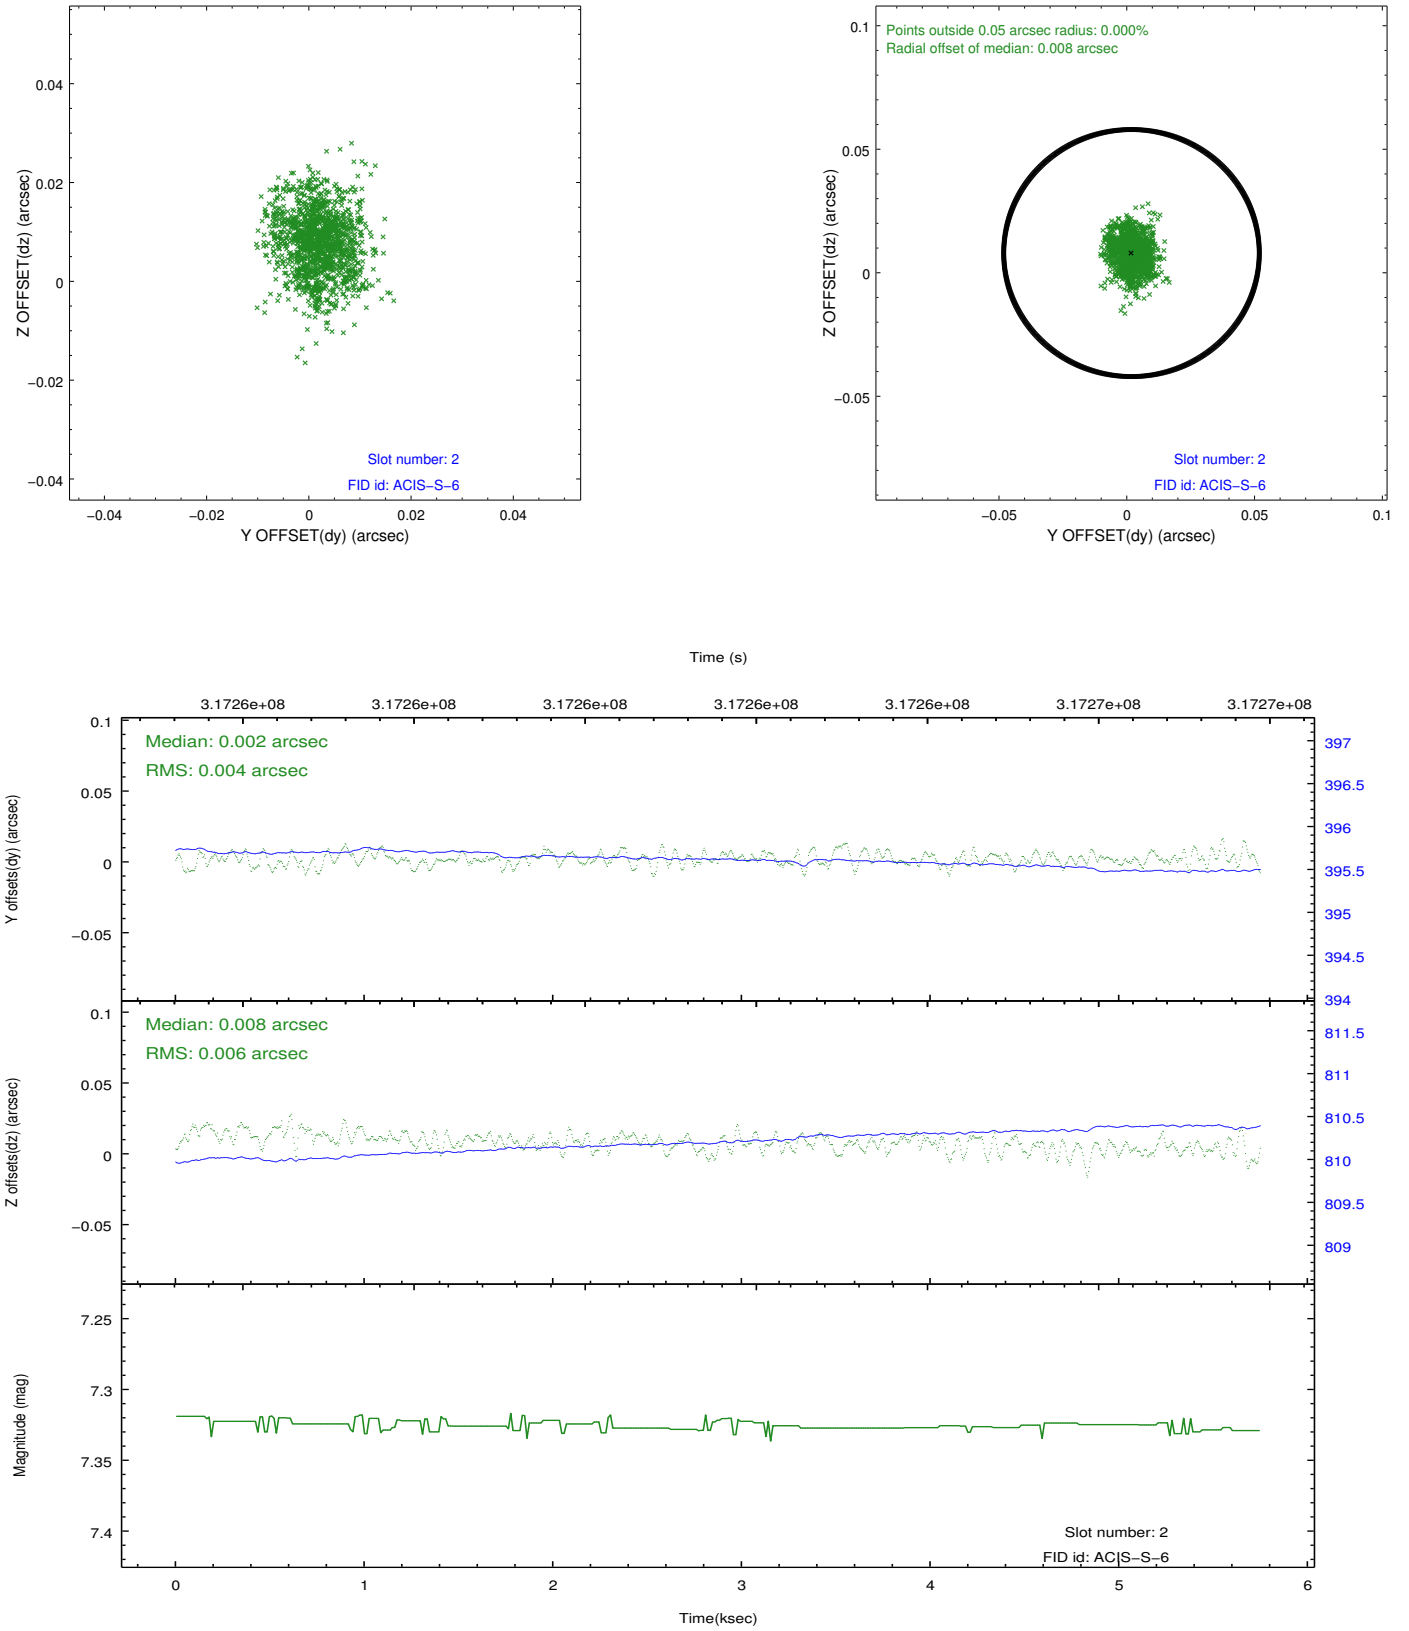 0.04
0.02
0
−0.02
−0.04
Z OFFSET(dz) (arcsec)
Slot number: 2
FID id: ACIS−S−6
−0.04
−0.02
0
0.02
0.04
Y OFFSET(dy) (arcsec)
0.1
0.05
0
−0.05
Z OFFSET(dz) (arcsec)
Points outside 0.05 arcsec radius: 0.000%
Radial offset of median: 0.008 arcsec
Slot number: 2
FID id: ACIS−S−6
−0.05
0
0.05
0.1
Y OFFSET(dy) (arcsec)
Time (s)
3.1726e+08
3.1726e+08
3.1726e+08
3.1726e+08
3.1726e+08
3.1727e+08
3.1727e+08
0.1
0.05
0
−0.05
Y offsets(dy) (arcsec)
Median: 0.002 arcsec
RMS: 0.004 arcsec
397
396.5
396
395.5
395
394.5
394
0.1
0.05
0
−0.05
Z offsets(dz) (arcsec)
Median: 0.008 arcsec
RMS: 0.006 arcsec
811.5
811
810.5
810
809.5
809
7.25
7.3
7.35
7.4
Magnitude (mag)
Slot number: 2
FID id: ACIS−S−6
0
1
2
3
4
5
6
Time(ksec)